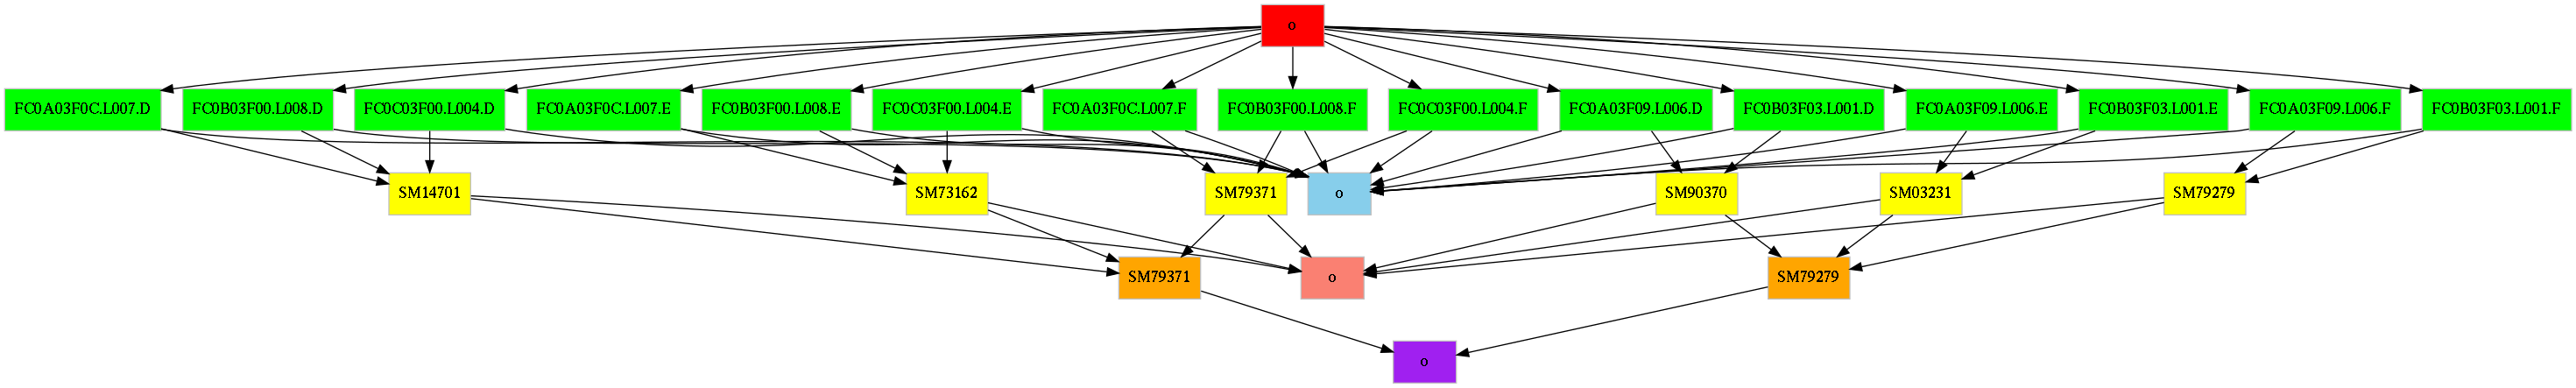 o
FC0A03F0C.L007.D
FC0B03F00.L008.D
FC0C03F00.L004.D
FC0A03F0C.L007.E
FC0B03F00.L008.E
FC0C03F00.L004.E
FC0A03F0C.L007.F
FC0B03F00.L008.F
FC0C03F00.L004.F
FC0A03F09.L006.D
FC0B03F03.L001.D
FC0A03F09.L006.E
FC0B03F03.L001.E
FC0A03F09.L006.F
FC0B03F03.L001.F
SM14701
SM73162
SM79371
o
SM90370
SM03231
SM79279
SM79371
o
SM79279
o